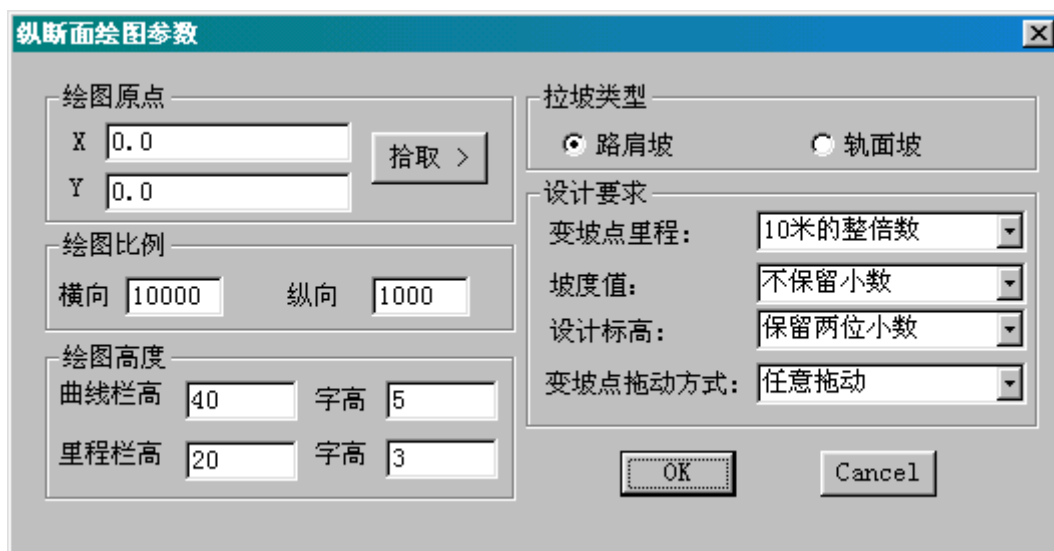 纵断面绘图参数
绘图原点
X 0.0
Y 0.0
拾取 >
绘图比例
横向 10000 纵向 1000
绘图高度
曲线栏高 40 字高 5
里程栏高 20 字高 3
拉坡类型
路肩坡 轨面坡
设计要求
变坡点里程: 10米的整倍数
坡度值: 不保留小数
设计标高: 保留两位小数
变坡点拖动方式: 任意拖动
OK Cancel